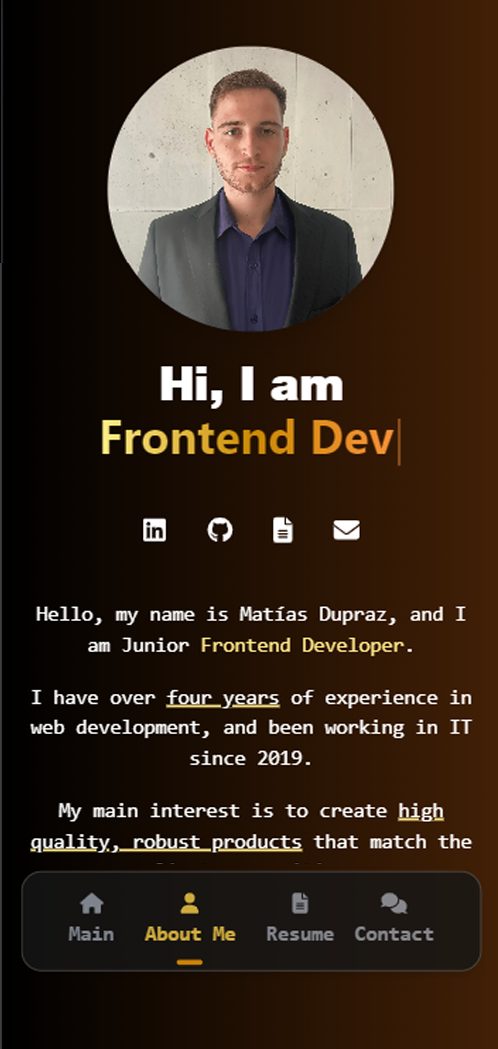 Hi, I am
Frontend Dev
in
Hello, my name is Matías Dupraz, and I
am Junior Frontend Developer.
I have over four years of experience in
web development, and been working in IT
since 2019.
My main interest is to create high
quality, robust products that match the
Main About Me Resume Contact